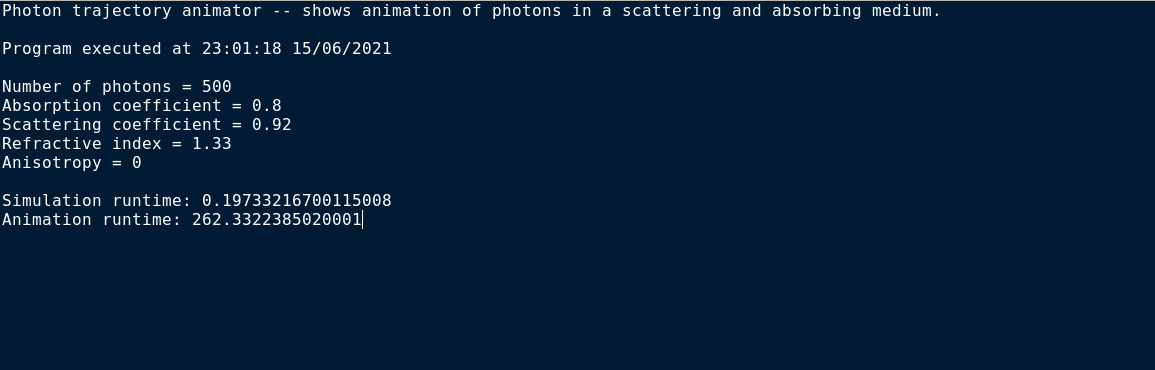 Photon trajectory animator -- shows animation of photons in a scattering and absorbing medium.
Program executed at 23:01:18 15/06/2021
Number of photons = 500
Absorption coefficient = 0.8
Scattering coefficient = 0.92
Refractive index = 1.33
Anisotropy = 0
Simulation runtime: 0.19733216700115008
Animation runtime: 262.3322385020001